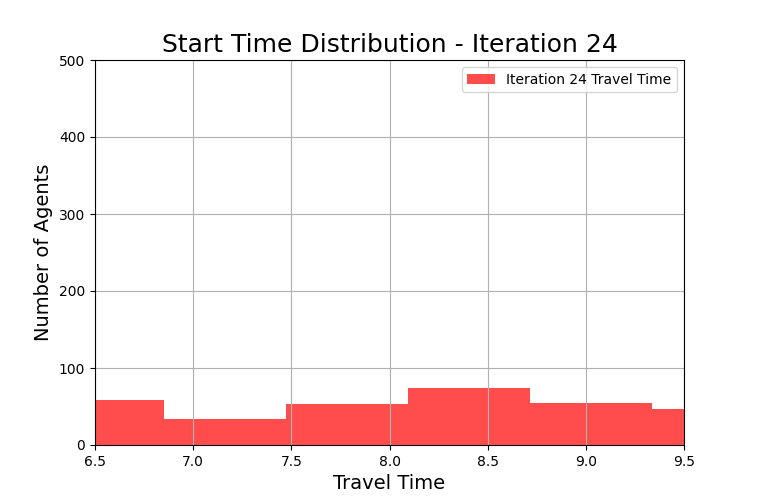 Start Time Distribution - Iteration 24
Iteration 24 Travel Time
Number of Agents
500
400
300
200
100
0
6.5 7.0 7.5 8.0 8.5 9.0 9.5
Travel Time